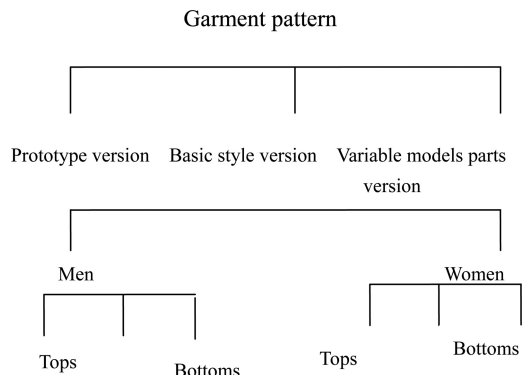 Garment pattern
Prototype version
Basic style version
Variable models parts
version
Men
Women
Tops
Bottoms
Tops
Bottoms